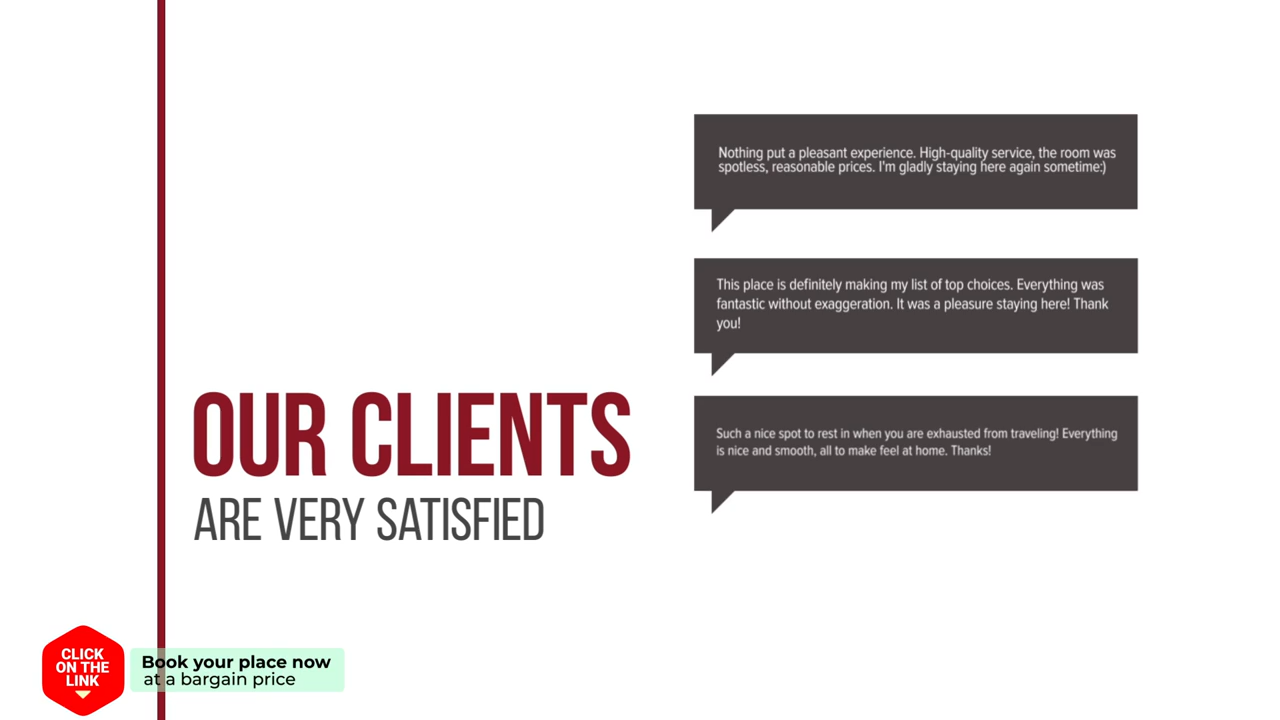 Nothing put a pleasant experience. High-quality service, the room was
spotless, reasonable prices. I'm gladly staying here again sometime:)
This place is definitely making my list of top choices. Everything was
fantastic without exaggeration. It was a pleasure staying here! Thank
you!
Such a nice spot to rest in when you are exhausted from traveling! Everything
is nice and smooth, all to make feel at home. Thanks!
OUR CLIENTS
ARE VERY SATISFIED
CLICK
ON THE
LINK
Book your place now
at a bargain price